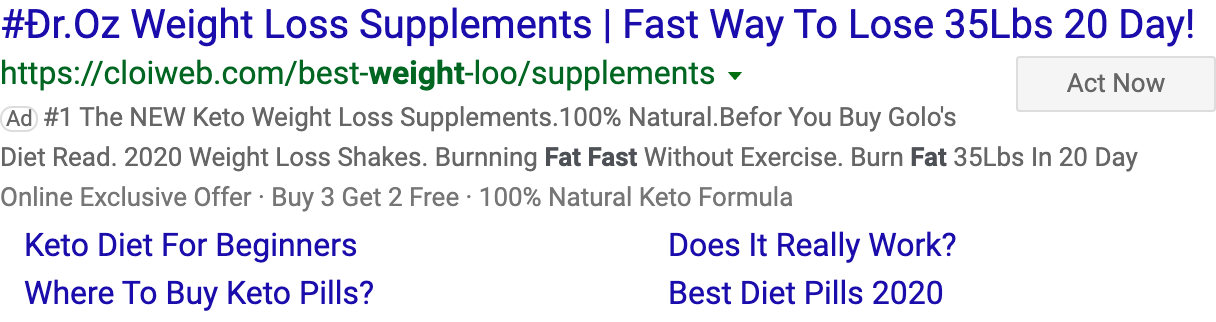 #Đr.Oz Weight Loss Supplements | Fast Way To Lose 35Lbs 20 Day!
https://cloiweb.com/best-weight-loo/supplements
Act Now
Ad #1 The NEW Keto Weight Loss Supplements.100% Natural.Befor You Buy Golo's
Diet Read. 2020 Weight Loss Shakes. Burnning Fat Fast Without Exercise. Burn Fat 35Lbs In 20 Day
Online Exclusive Offer · Buy 3 Get 2 Free · 100% Natural Keto Formula
Keto Diet For Beginners
Does It Really Work?
Where To Buy Keto Pills?
Best Diet Pills 2020